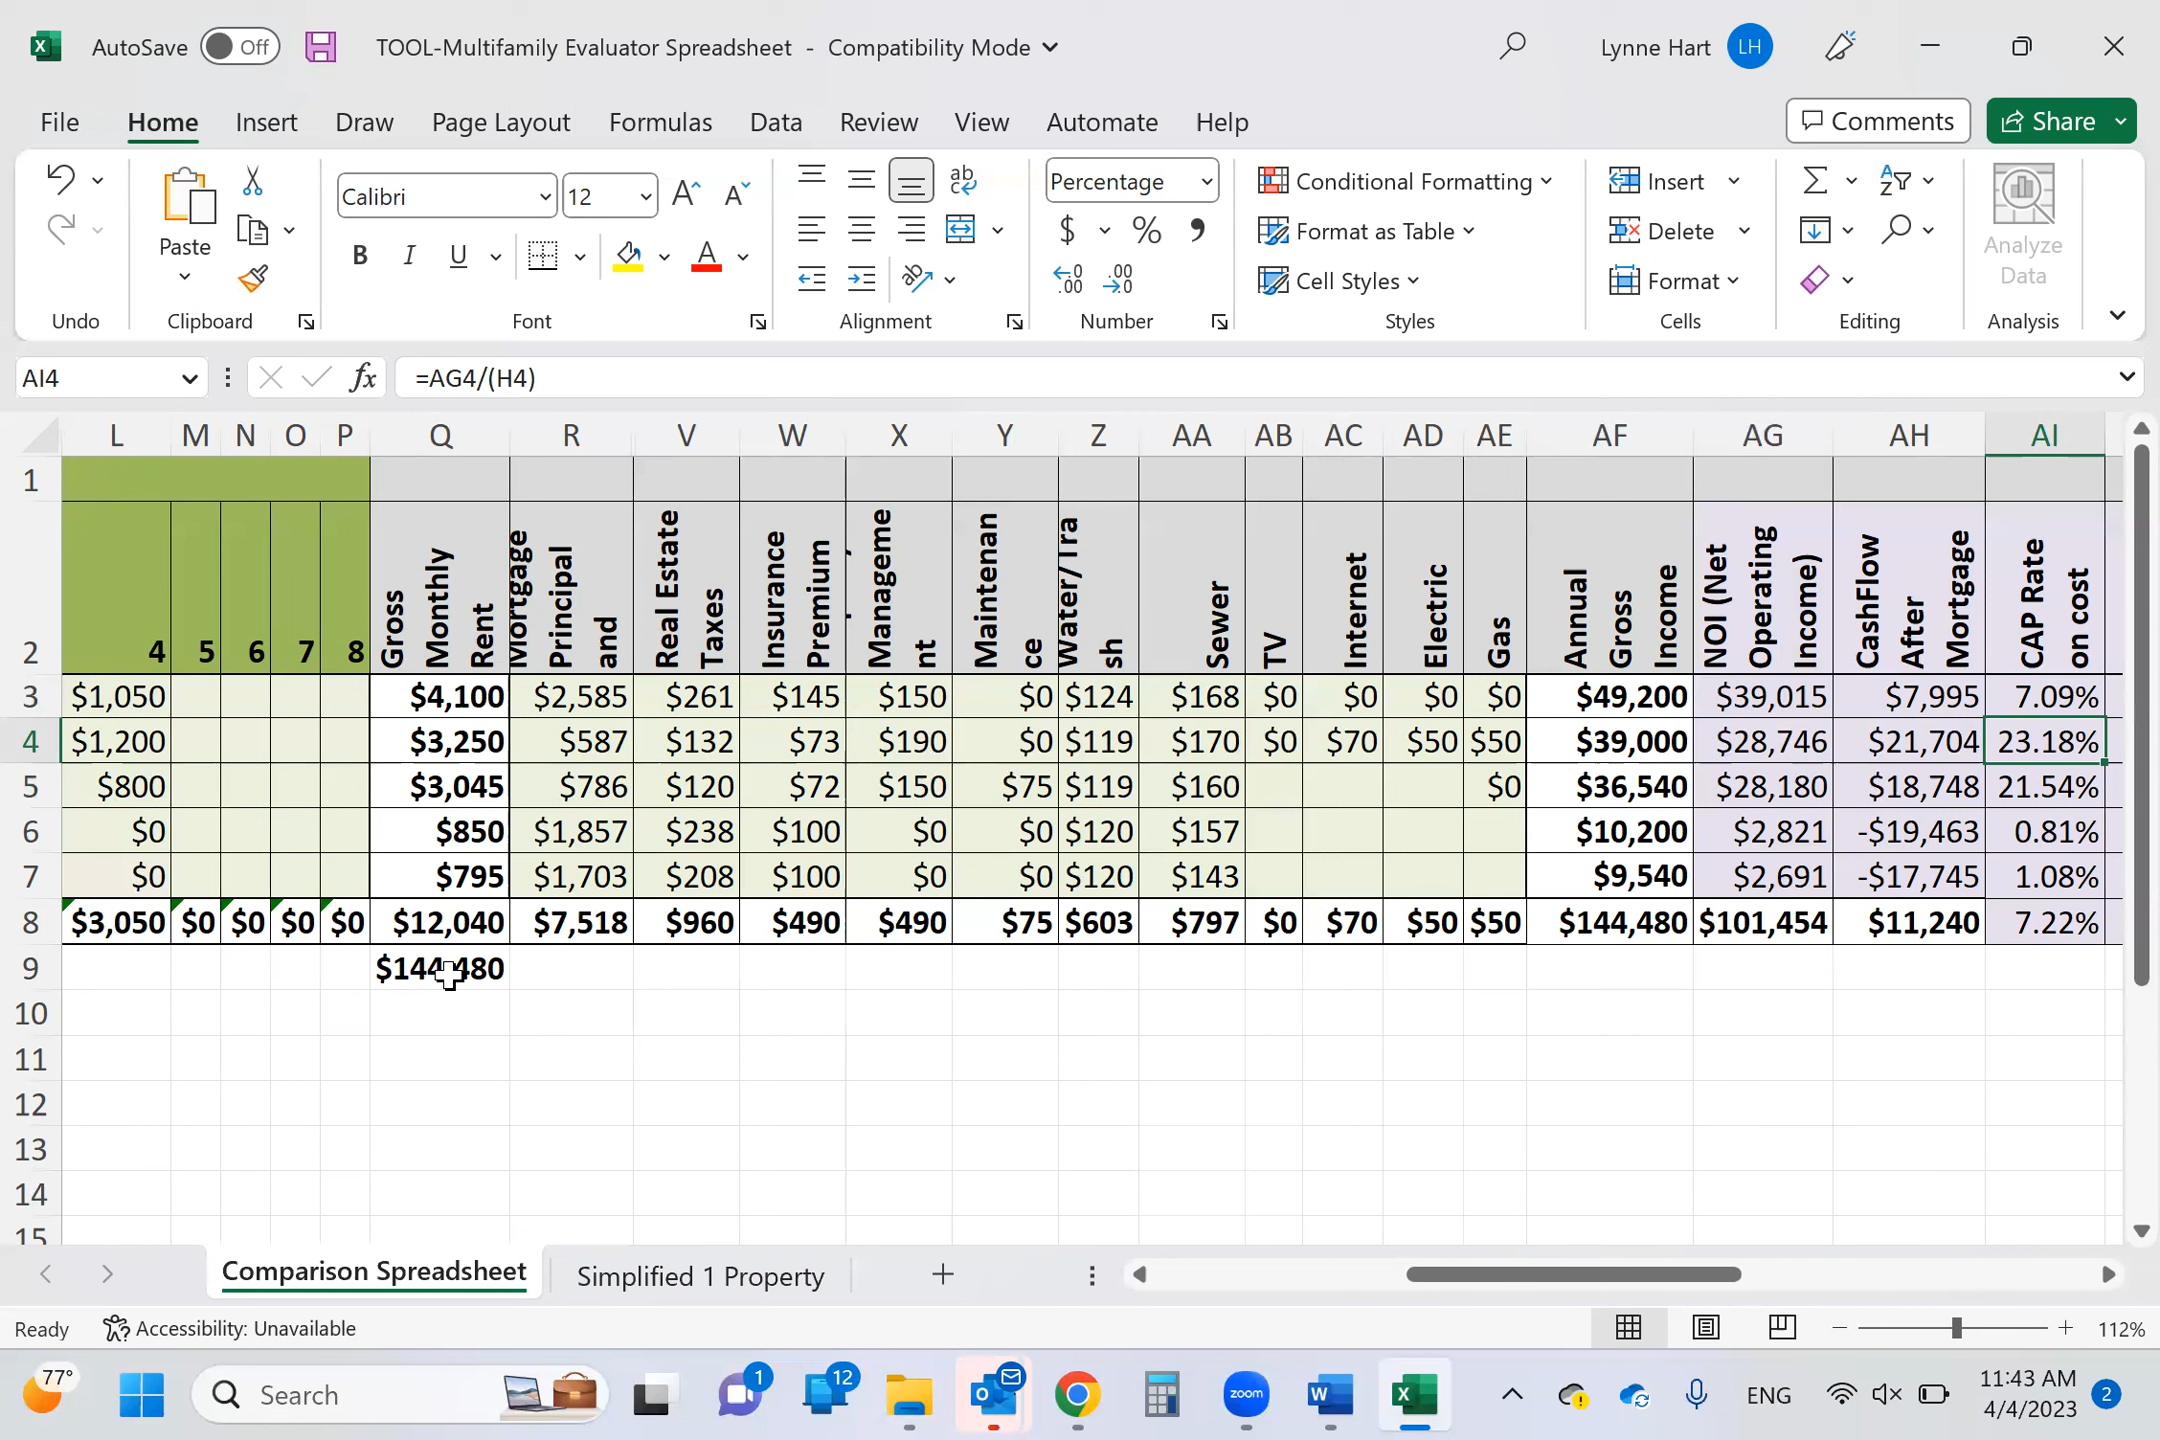 AutoSave Off TOOL-Multifamily Evaluator Spreadsheet - Compatibility Mode Lynne Hart LH
File Home Insert Draw Page Layout Formulas Data Review View Automate Help Comments Share
Calibri 12 Percentage Conditional Formatting Insert
Paste B I U A $ % Format as Table Delete Analyze Data
Cell Styles Format
Undo Clipboard Font Alignment Number Styles Cells Editing Analysis
AI4 fx =AG4/(H4)
L M N O P Q R V W X Y Z AA AB AC AD AE AF AG AH AI
1
2 4 5 6 7 8 Gross Monthly Rent Mortgage Principal and Real Estate Taxes Insurance Premium Manageme nt Maintenan ce Water/Tra sh Sewer TV Internet Electric Gas Annual Gross Income NOI (Net Operating Income) CashFlow After Mortgage CAP Rate on cost
3 $1,050 $4,100 $2,585 $261 $145 $150 $0 $124 $168 $0 $0 $0 $0 $49,200 $39,015 $7,995 7.09%
4 $1,200 $3,250 $587 $132 $73 $190 $0 $119 $170 $0 $70 $50 $50 $39,000 $28,746 $21,704 23.18%
5 $800 $3,045 $786 $120 $72 $150 $75 $119 $160 $0 $36,540 $28,180 $18,748 21.54%
6 $0 $850 $1,857 $238 $100 $0 $0 $120 $157 $10,200 $2,821 -$19,463 0.81%
7 $0 $795 $1,703 $208 $100 $0 $0 $120 $143 $9,540 $2,691 -$17,745 1.08%
8 $3,050 $0 $0 $0 $0 $12,040 $7,518 $960 $490 $490 $75 $603 $797 $0 $70 $50 $50 $144,480 $101,454 $11,240 7.22%
9 $144,480
10
11
12
13
14
15
Comparison Spreadsheet Simplified 1 Property
Ready Accessibility: Unavailable 112%
77° Search 1 12 zoom ENG 11:43 AM
4/4/2023 2